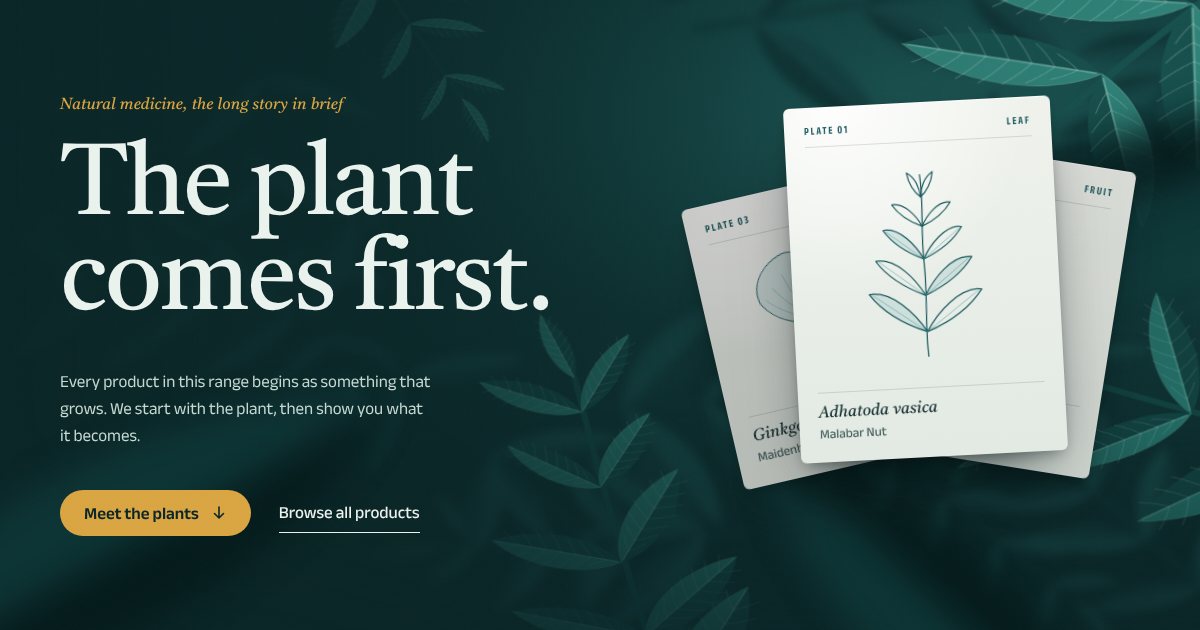 Natural medicine, the long story in brief
The plant
comes first.
Every product in this range begins as something that
grows. We start with the plant, then show you what
it becomes.
Meet the plants ↓
Browse all products
PLATE 03
PLATE 01
LEAF
FRUIT
Adhatoda vasica
Malabar Nut